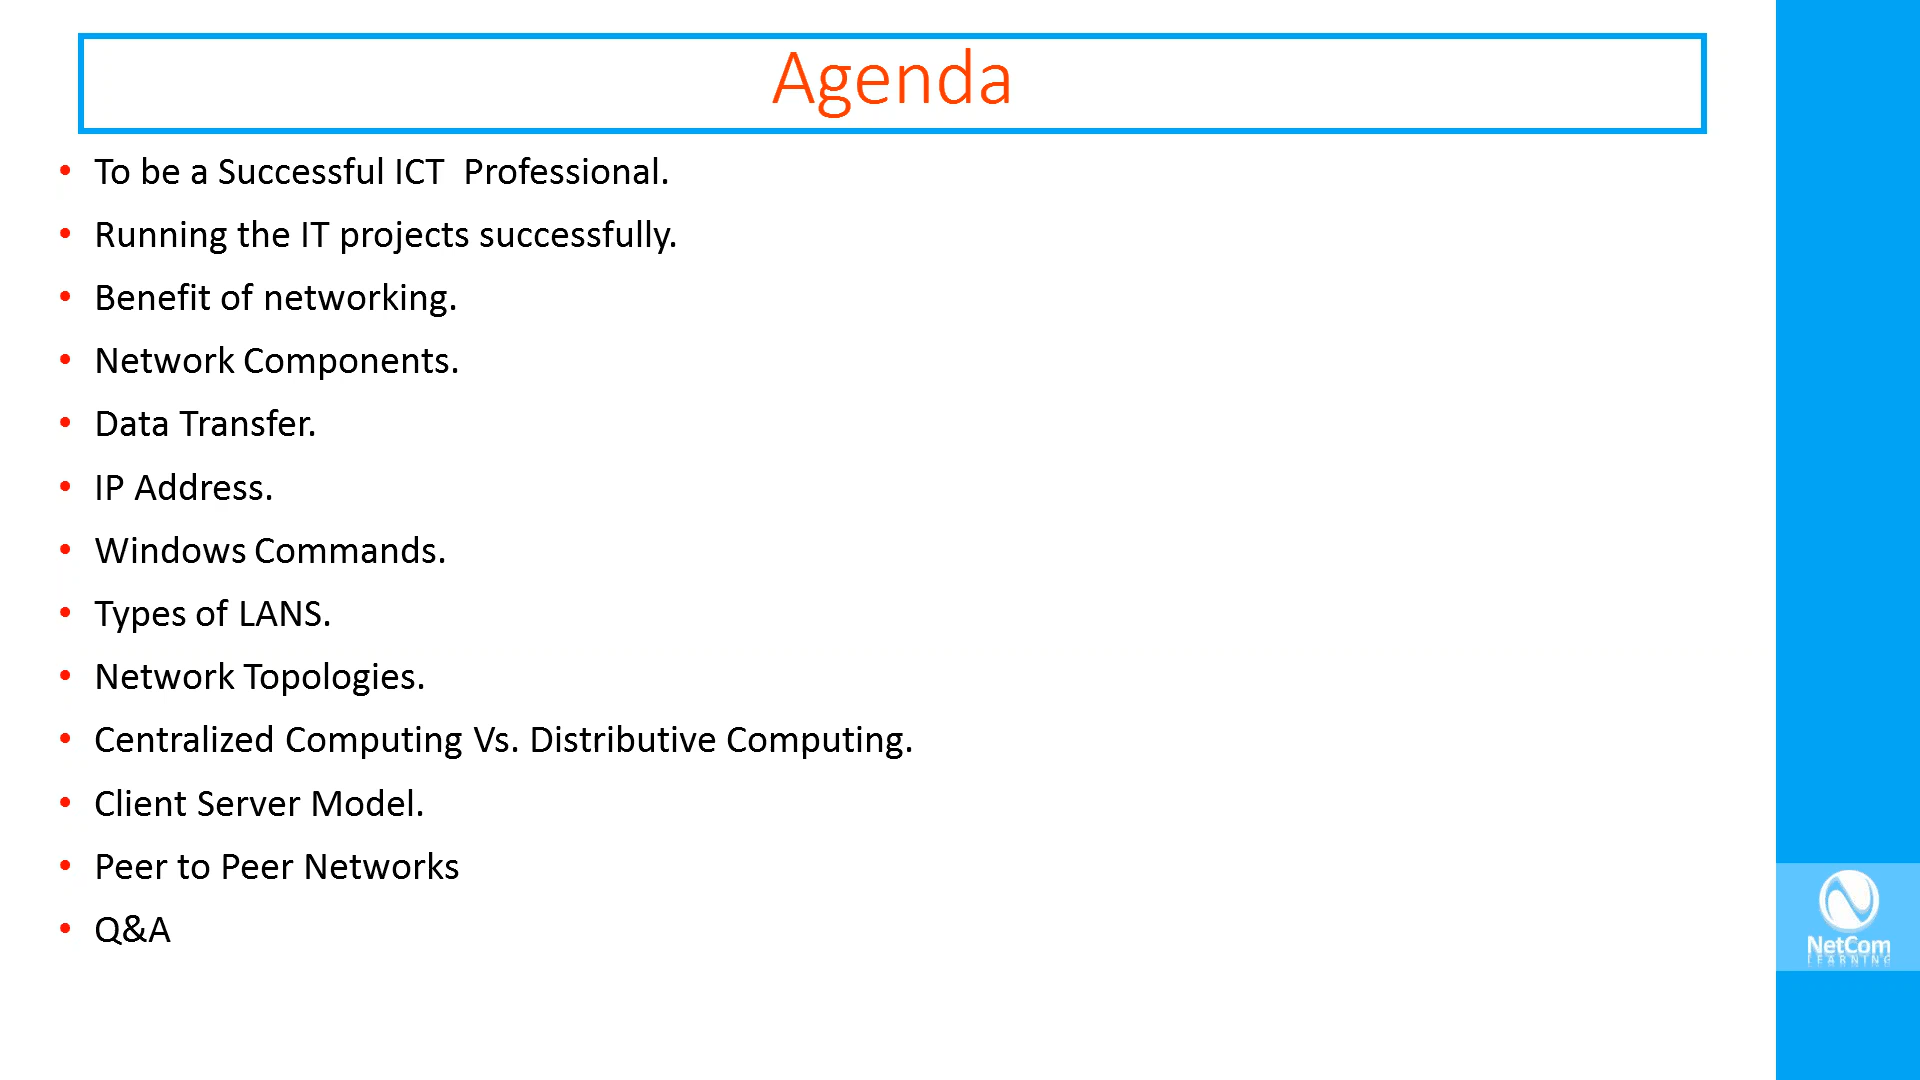 Agenda
• To be a Successful ICT  Professional.
• Running the IT projects successfully.
• Benefit of networking.
• Network Components.
• Data Transfer.
• IP Address.
• Windows Commands.
• Types of LANS.
• Network Topologies.
• Centralized Computing Vs. Distributive Computing.
• Client Server Model.
• Peer to Peer Networks
• Q&A
NetCom
LEARNING